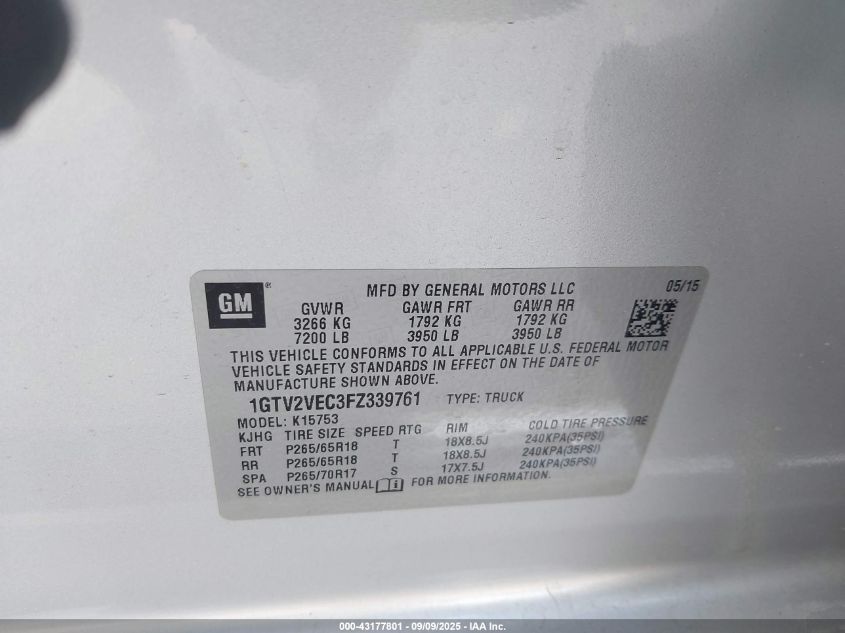 GM®
MFD BY GENERAL MOTORS LLC
05/15
GVWR GAWR FRT GAWR RR
3266 KG 1792 KG 1792 KG
7200 LB 3950 LB 3950 LB
THIS VEHICLE CONFORMS TO ALL APPLICABLE U.S. FEDERAL MOTOR
VEHICLE SAFETY STANDARDS IN EFFECT ON THE DATE OF
MANUFACTURE SHOWN ABOVE.
1GTV2VEC3FZ339761 TYPE: TRUCK
MODEL: K15753
KJHG TIRE SIZE SPEED RTG RIM COLD TIRE PRESSURE
FRT P265/65R18 T 18X8.5J 240KPA(35PSI)
RR P265/65R18 T 18X8.5J 240KPA(35PSI)
SPA P265/70R17 S 17X7.5J 240KPA(35PSI)
SEE OWNER'S MANUAL i FOR MORE INFORMATION.
000-43177801 - 09/09/2025 - IAA Inc.